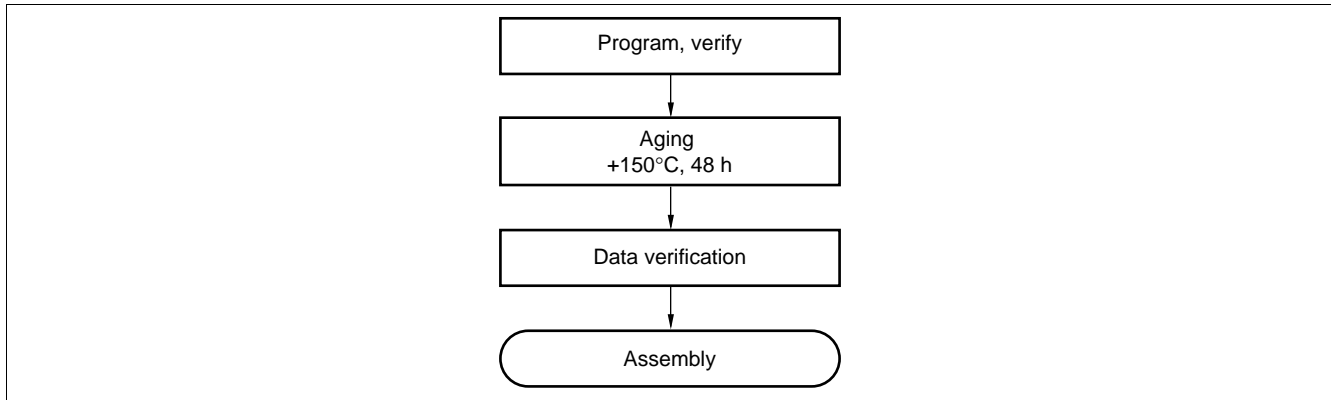 Program, verify
Aging
+150°C, 48 h
Data verification
Assembly